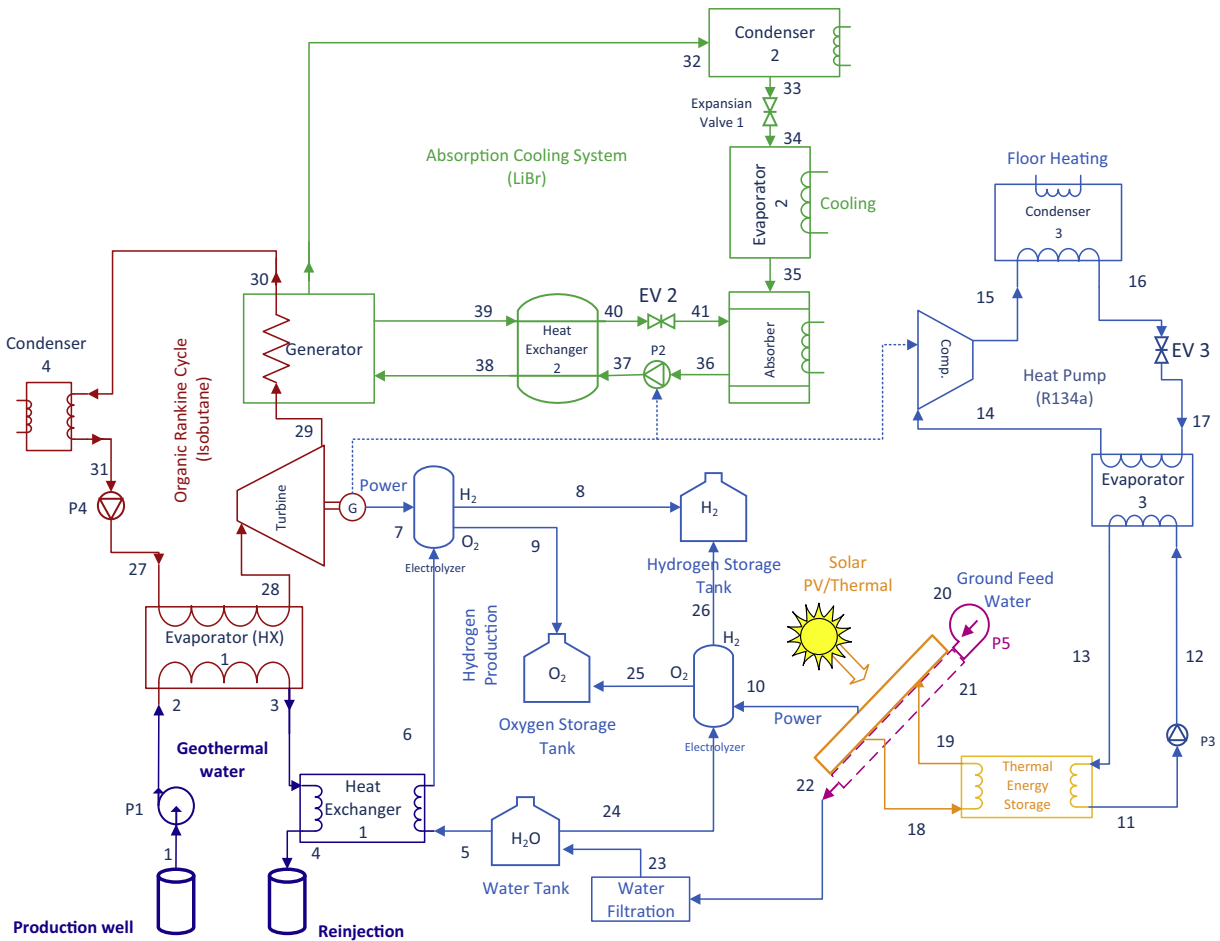 Condenser
2
32
33
Expansian
Valve 1
34
Absorption Cooling System
(LiBr)
Evaporator
2
Cooling
Floor Heating
Condenser
3
35
30
15
16
39
40
EV 2
41
Heat
Exchanger
2
Generator
Absorber
Comp.
EV 3
Condenser
4
P2
38
37
36
Heat Pump
(R134a)
Organic Rankine Cycle
(Isobutane)
29
14
17
31
P4
Turbine
G
Power
7
H₂
O₂
Electrolyzer
8
9
H₂
Evaporator
3
27
28
Hydrogen Storage
Tank
26
Solar
PV/Thermal
20
Ground Feed
Water
P5
Evaporator (HX)
1
Hydrogen
Production
H₂
O₂
O₂
25
10
Power
13
12
21
2
3
6
Oxygen Storage
Tank
Electrolyzer
Geothermal
water
19
P3
P1
Heat
Exchanger
1
22
Thermal
Energy
Storage
18
11
24
H₂O
1
4
5
23
Water Tank
Water
Filtration
Production well
Reinjection